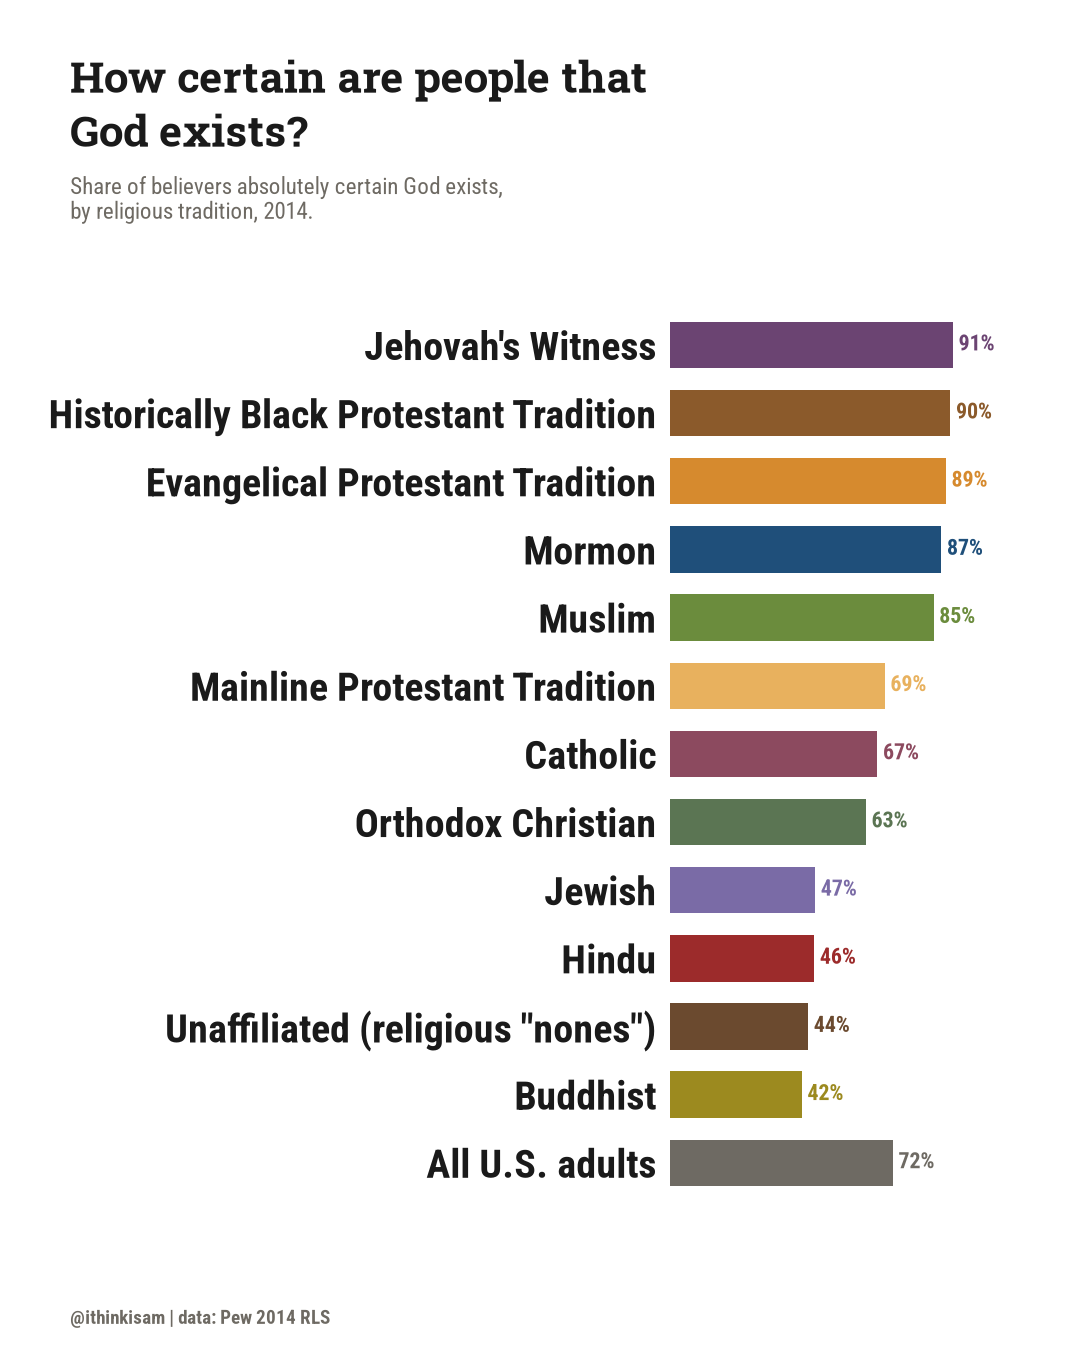 How certain are people that
God exists?
Share of believers absolutely certain God exists,
by religious tradition, 2014.
Jehovah's Witness 91%
Historically Black Protestant Tradition 90%
Evangelical Protestant Tradition 89%
Mormon 87%
Muslim 85%
Mainline Protestant Tradition 69%
Catholic 67%
Orthodox Christian 63%
Jewish 47%
Hindu 46%
Unaffiliated (religious "nones") 44%
Buddhist 42%
All U.S. adults 72%
@ithinkisam | data: Pew 2014 RLS